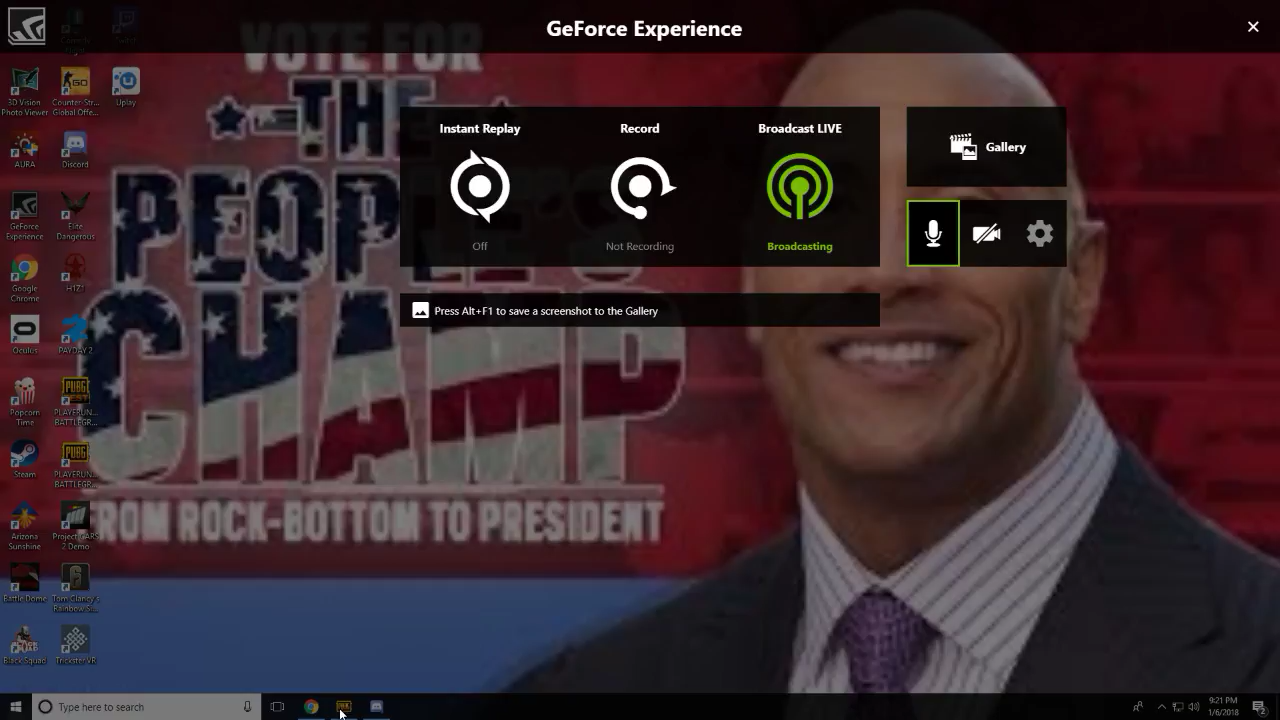 GeForce Experience
VOTE FOR
THE
PEOPLE'S
CHAMP
FROM ROCK-BOTTOM TO PRESIDENT
Instant Replay
Off
Record
Not Recording
Broadcast LIVE
Broadcasting
Gallery
Press Alt+F1 to save a screenshot to the Gallery
3D Vision
Photo Viewer
Counter-Str...
Global Offe...
Uplay
AURA
Discord
GeForce
Experience
Elite
Dangerous
Google
Chrome
H1Z1
Oculus
PAYDAY 2
Popcorn
Time
PLAYERUN...
BATTLEGR...
Steam
PLAYERUN...
BATTLEGR...
Arizona
Sunshine
Project CARS
2 Demo
Battle Dome
Tom Clancy's
Rainbow S...
BlackSquad
Trickster VR
Type here to search
9:21 PM
1/6/2018
2